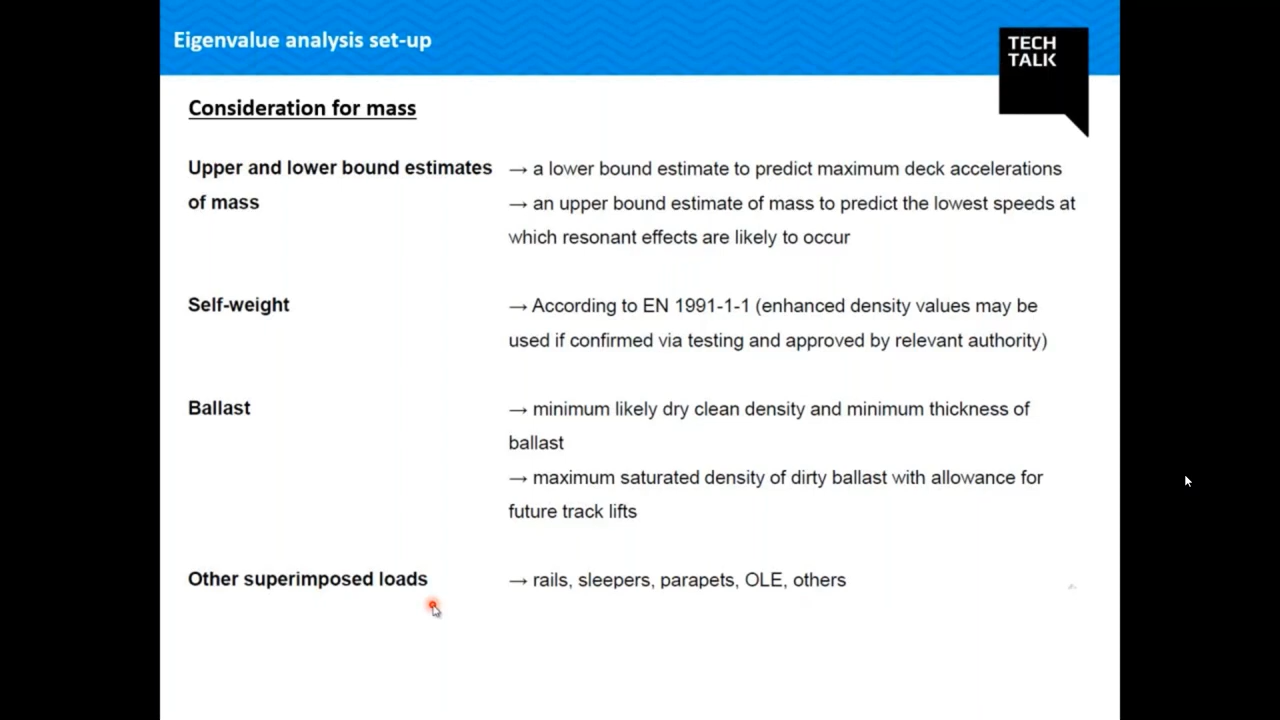 Eigenvalue analysis set-up
TECH
TALK
Consideration for mass
Upper and lower bound estimates
of mass
→ a lower bound estimate to predict maximum deck accelerations
→ an upper bound estimate of mass to predict the lowest speeds at
which resonant effects are likely to occur
Self-weight
→ According to EN 1991-1-1 (enhanced density values may be
used if confirmed via testing and approved by relevant authority)
Ballast
→ minimum likely dry clean density and minimum thickness of
ballast
→ maximum saturated density of dirty ballast with allowance for
future track lifts
Other superimposed loads
→ rails, sleepers, parapets, OLE, others